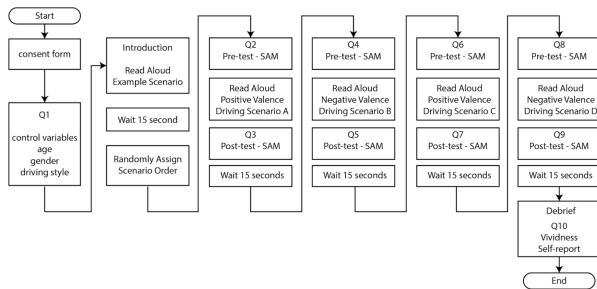 Start
consent form
Q1
control variables
age
gender
driving style
Introduction
Read Aloud
Example Scenario
Wait 15 second
Randomly Assign
Scenario Order
Q2
Pre-test - SAM
Read Aloud
Positive Valence
Driving Scenario A
Q3
Post-test - SAM
Wait 15 seconds
Q4
Pre-test - SAM
Read Aloud
Negative Valence
Driving Scenario B
Q5
Post-test - SAM
Wait 15 seconds
Q6
Pre-test - SAM
Read Aloud
Positive Valence
Driving Scenario C
Q7
Post-test - SAM
Wait 15 seconds
Q8
Pre-test - SAM
Read Aloud
Negative Valence
Driving Scenario D
Q9
Post-test - SAM
Wait 15 seconds
Debrief
Q10
Vividness
Self-report
End